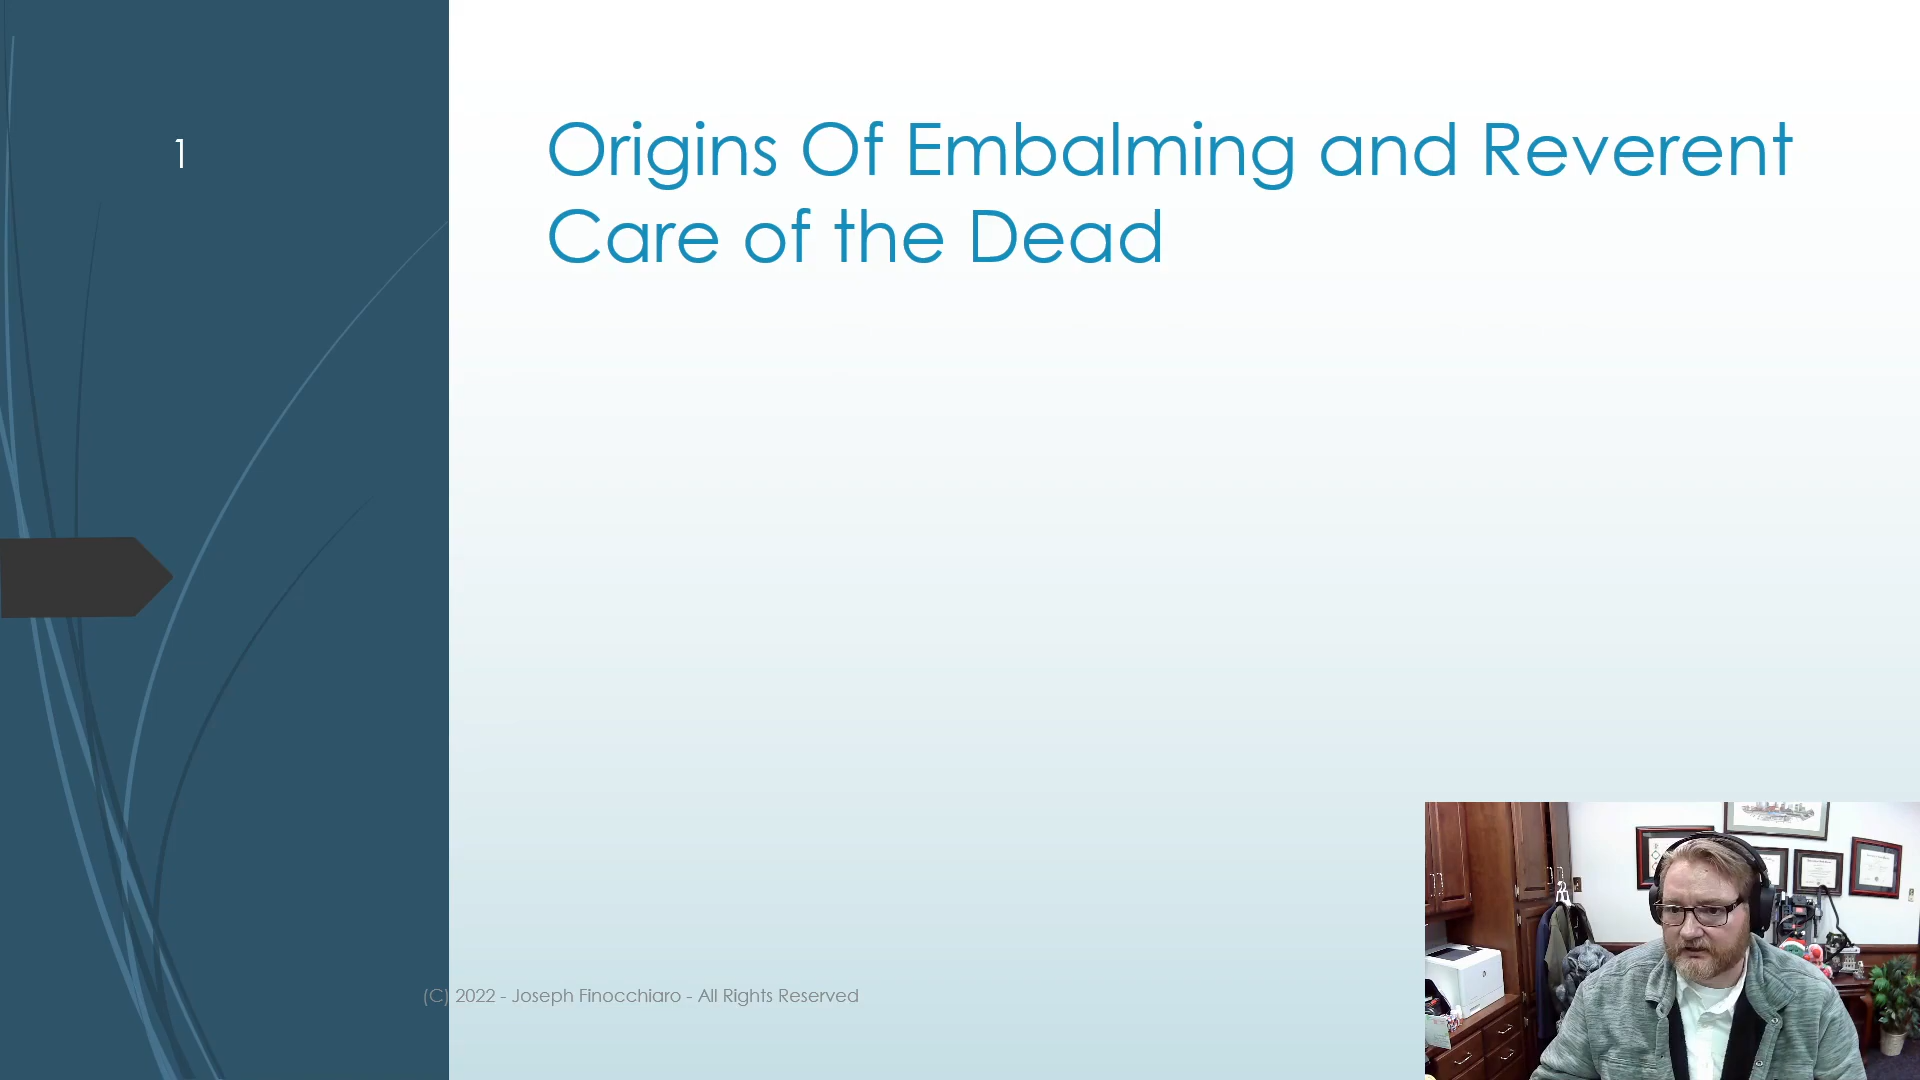 1
Origins Of Embalming and Reverent
Care of the Dead
(C) 2022 - Joseph Finocchiaro - All Rights Reserved